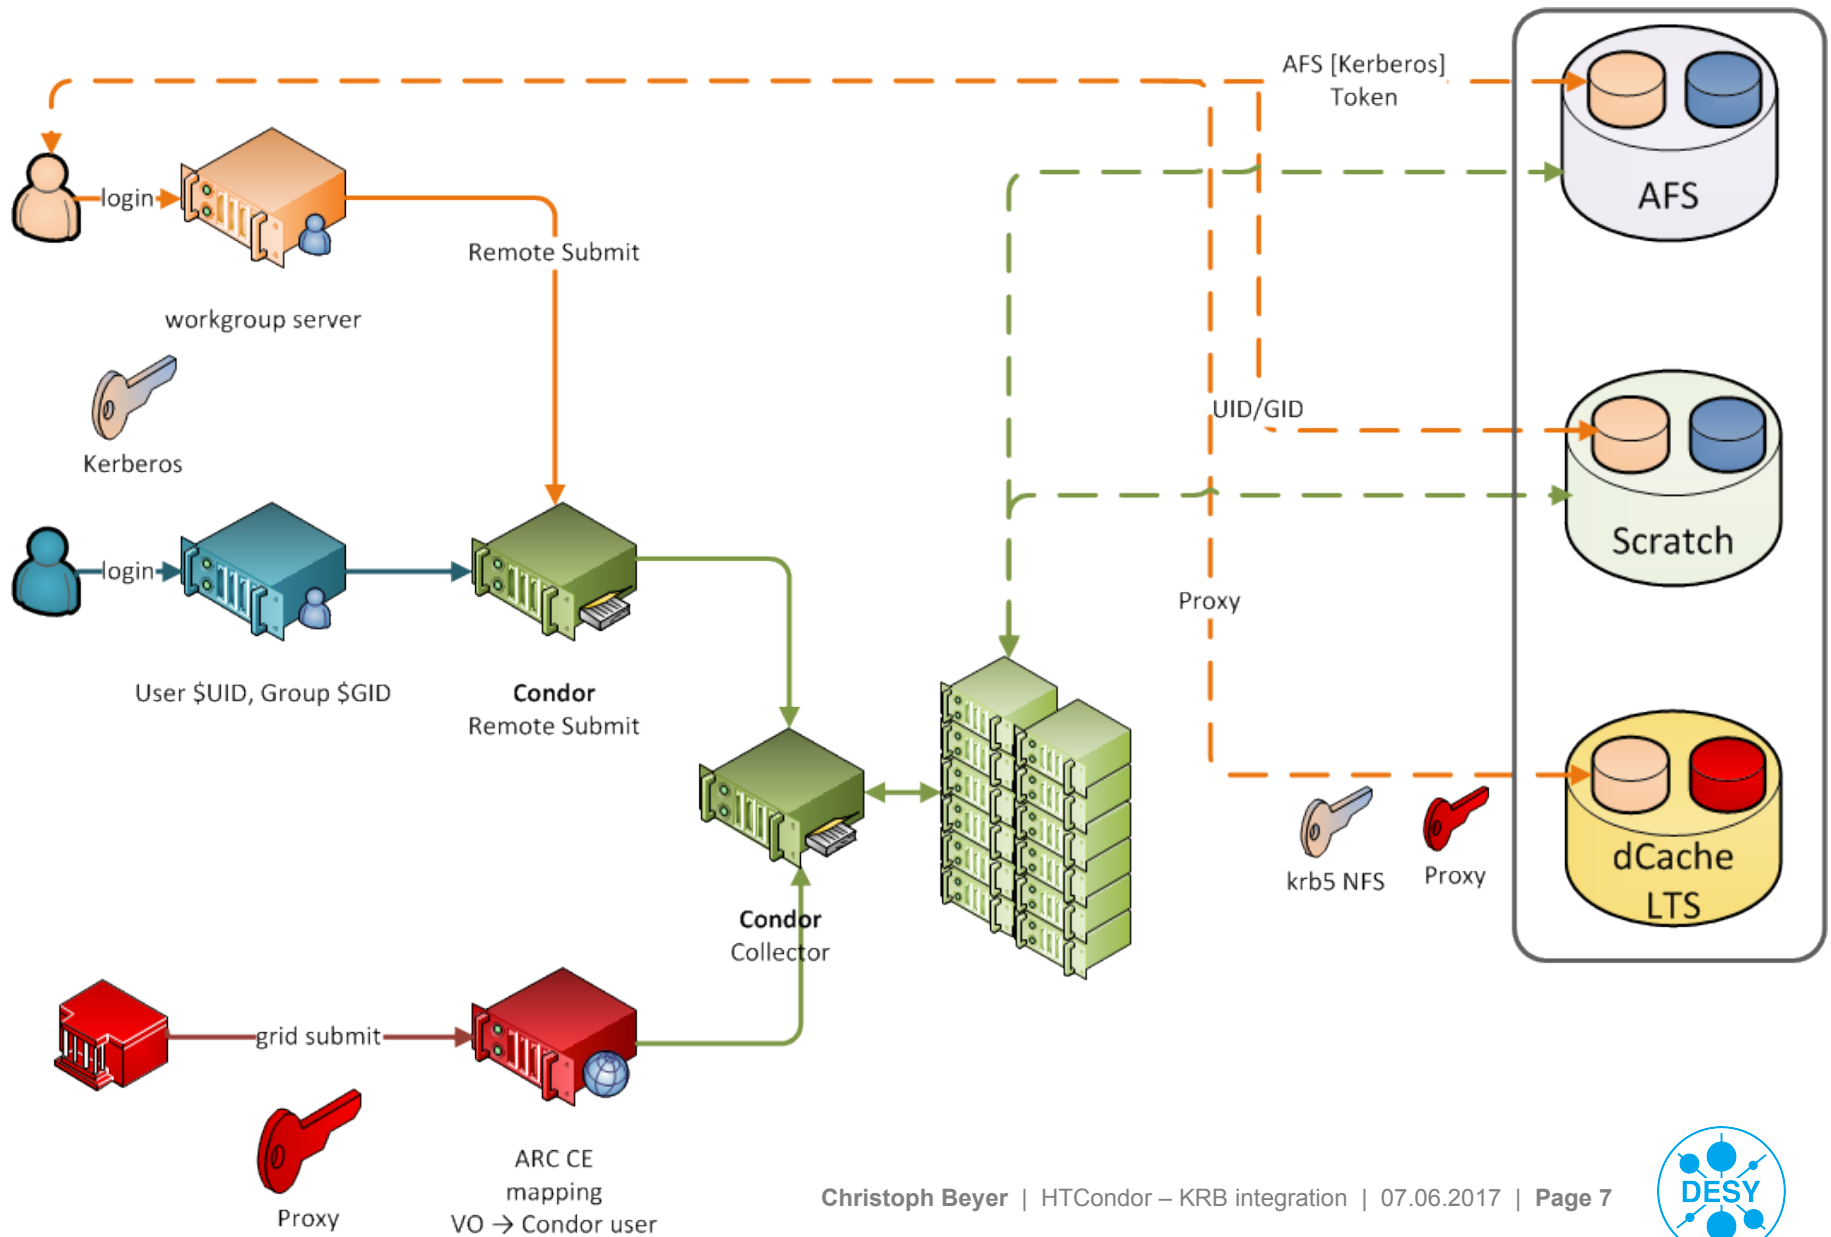 AFS [Kerberos]
Token
AFS
login
Remote Submit
workgroup server
Kerberos
UID/GID
Scratch
login
Proxy
User $UID, Group $GID
Condor
Remote Submit
dCache
LTS
krb5 NFS
Proxy
Condor
Collector
grid submit
ARC CE
mapping
VO → Condor user
Proxy
Christoph Beyer | HTCondor – KRB integration | 07.06.2017 | Page 7
DESY